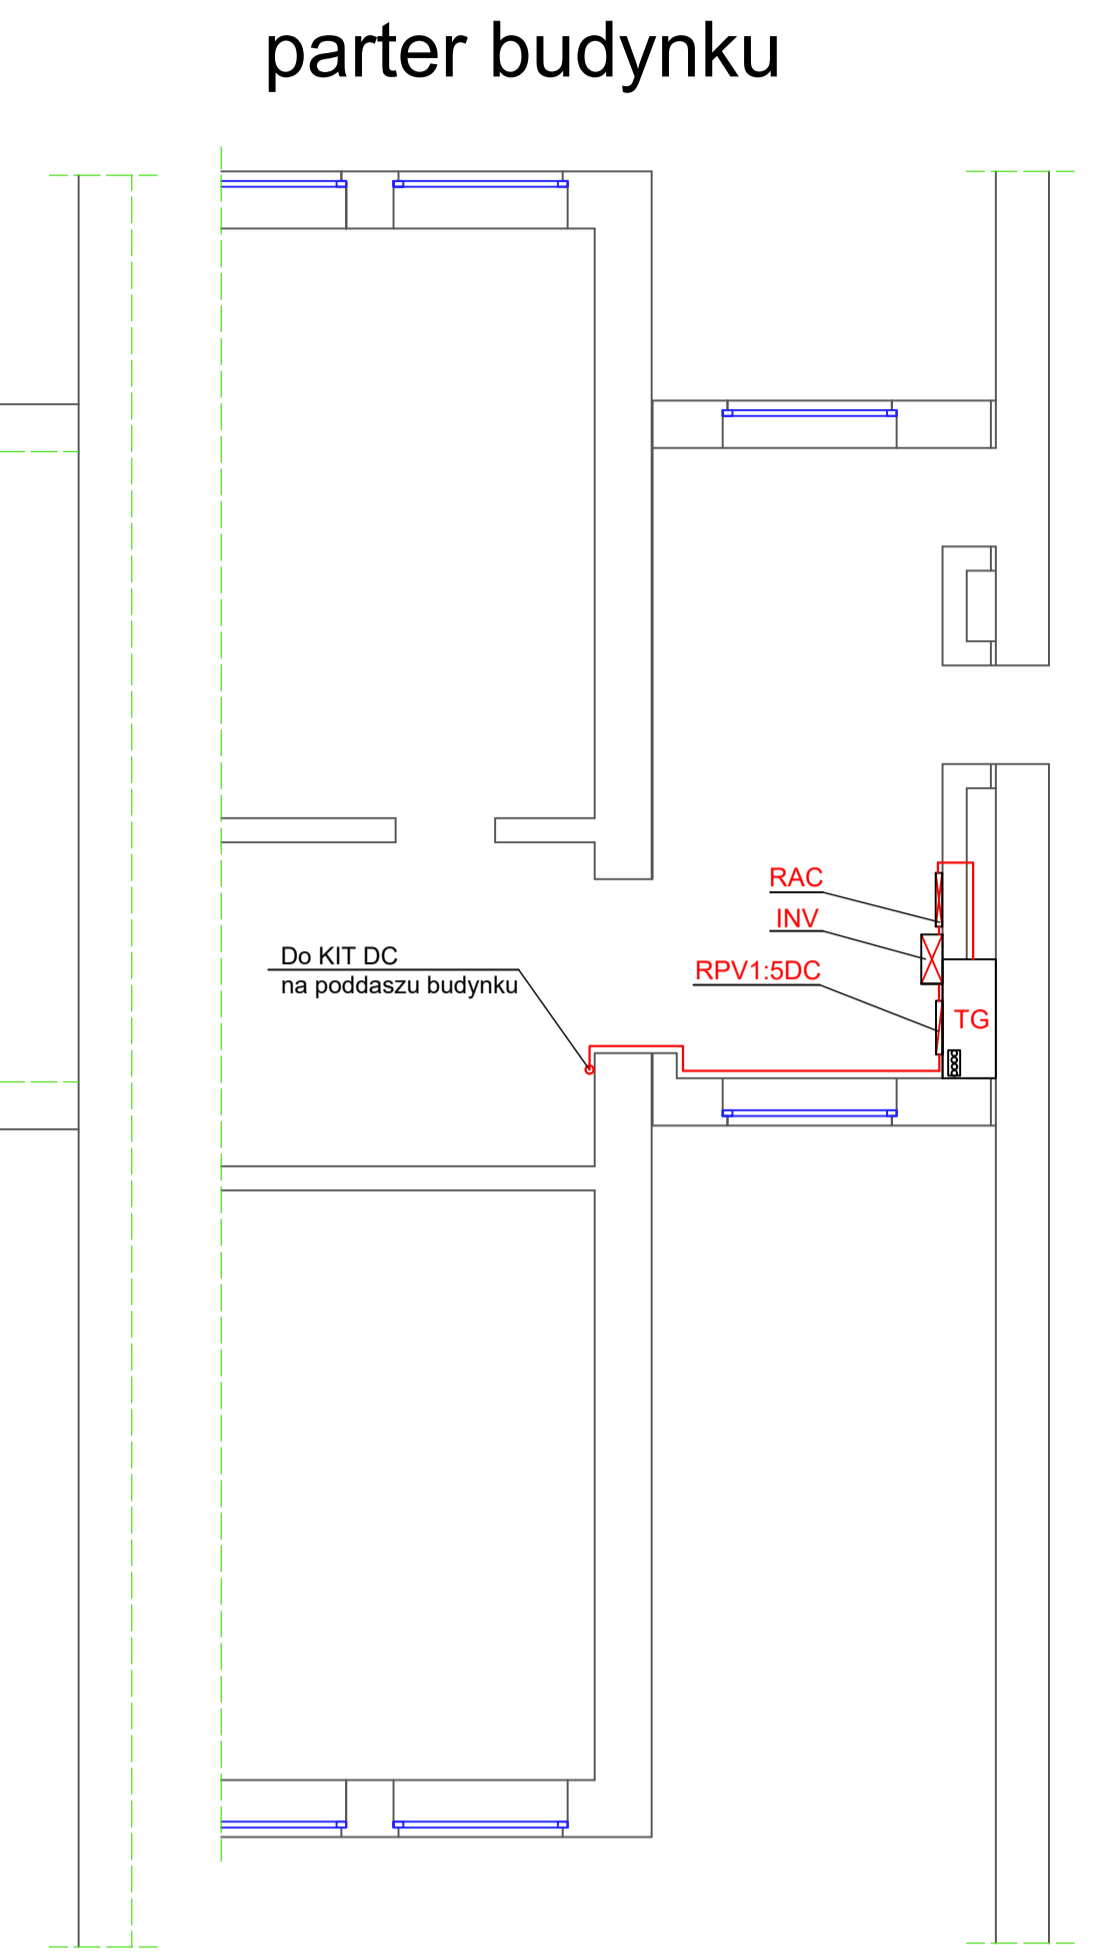 parter budynku
RAC
INV
Do KIT DC
na poddaszu budynku
RPV1:5DC
TG